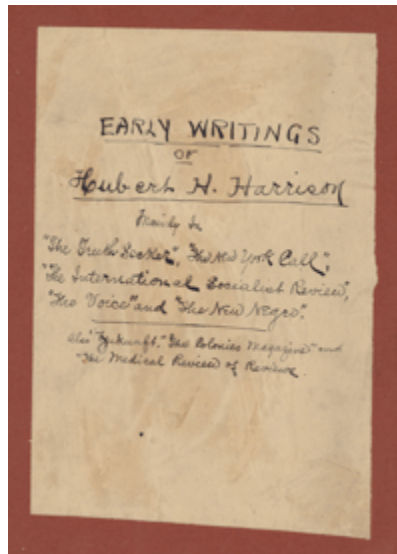 EARLY WRITINGS
OF
Hubert H. Harrison
Mainly In
"The Truth Seeker", "The New York Call",
"The International Socialist Review",
"The Voice" and "The New Negro".
Also "Zukunft," "The Colonies Magazine" and
"The Medical Review of Reviews.